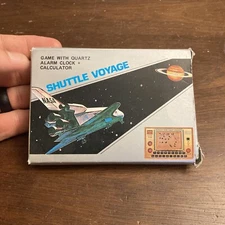 GAME WITH QUARTZ
ALARM CLOCK +
CALCULATOR
SHUTTLE VOYAGE
NASA